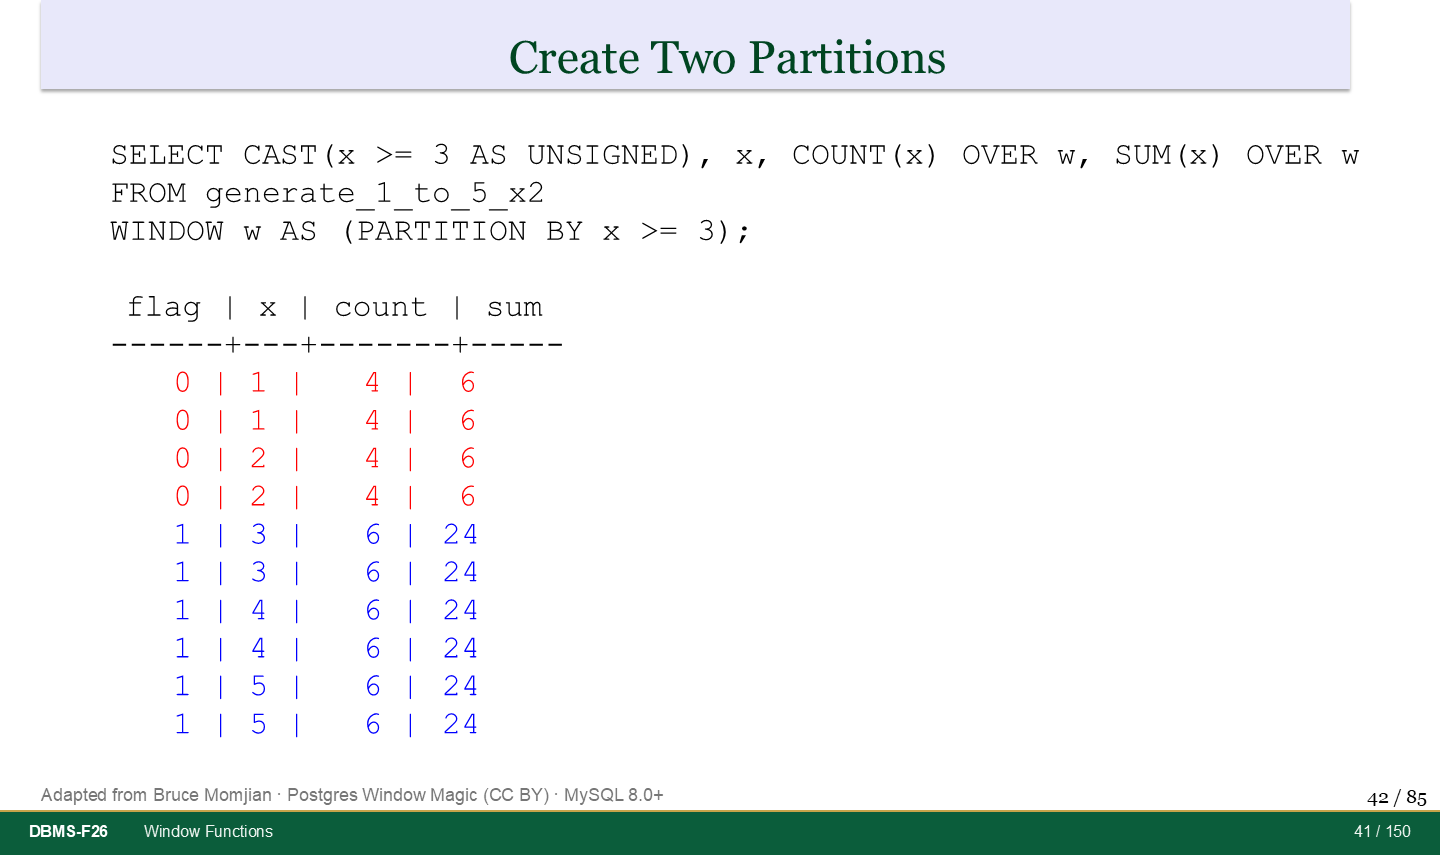 Create Two Partitions
SELECT CAST(x >= 3 AS UNSIGNED), x, COUNT(x) OVER w, SUM(x) OVER w
FROM generate_1_to_5_x2
WINDOW w AS (PARTITION BY x >= 3);
flag | x | count | sum
------+---+-------+-----
0 | 1 | 4 | 6
0 | 1 | 4 | 6
0 | 2 | 4 | 6
0 | 2 | 4 | 6
1 | 3 | 6 | 24
1 | 3 | 6 | 24
1 | 4 | 6 | 24
1 | 4 | 6 | 24
1 | 5 | 6 | 24
1 | 5 | 6 | 24
Adapted from Bruce Momjian · Postgres Window Magic (CC BY) · MySQL 8.0+
42 / 85
DBMS-F26 Window Functions 41 / 150